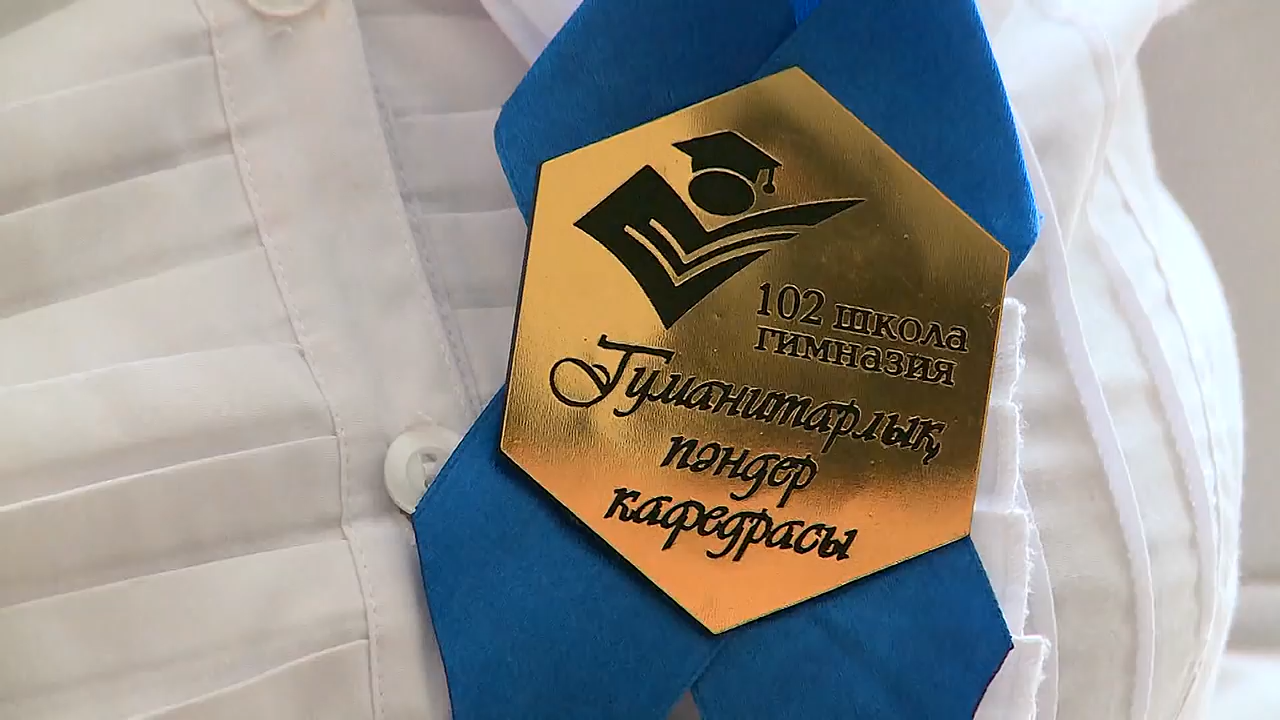 102 школа
гимназия
Гуманитарлық
пәндер
кафедрасы